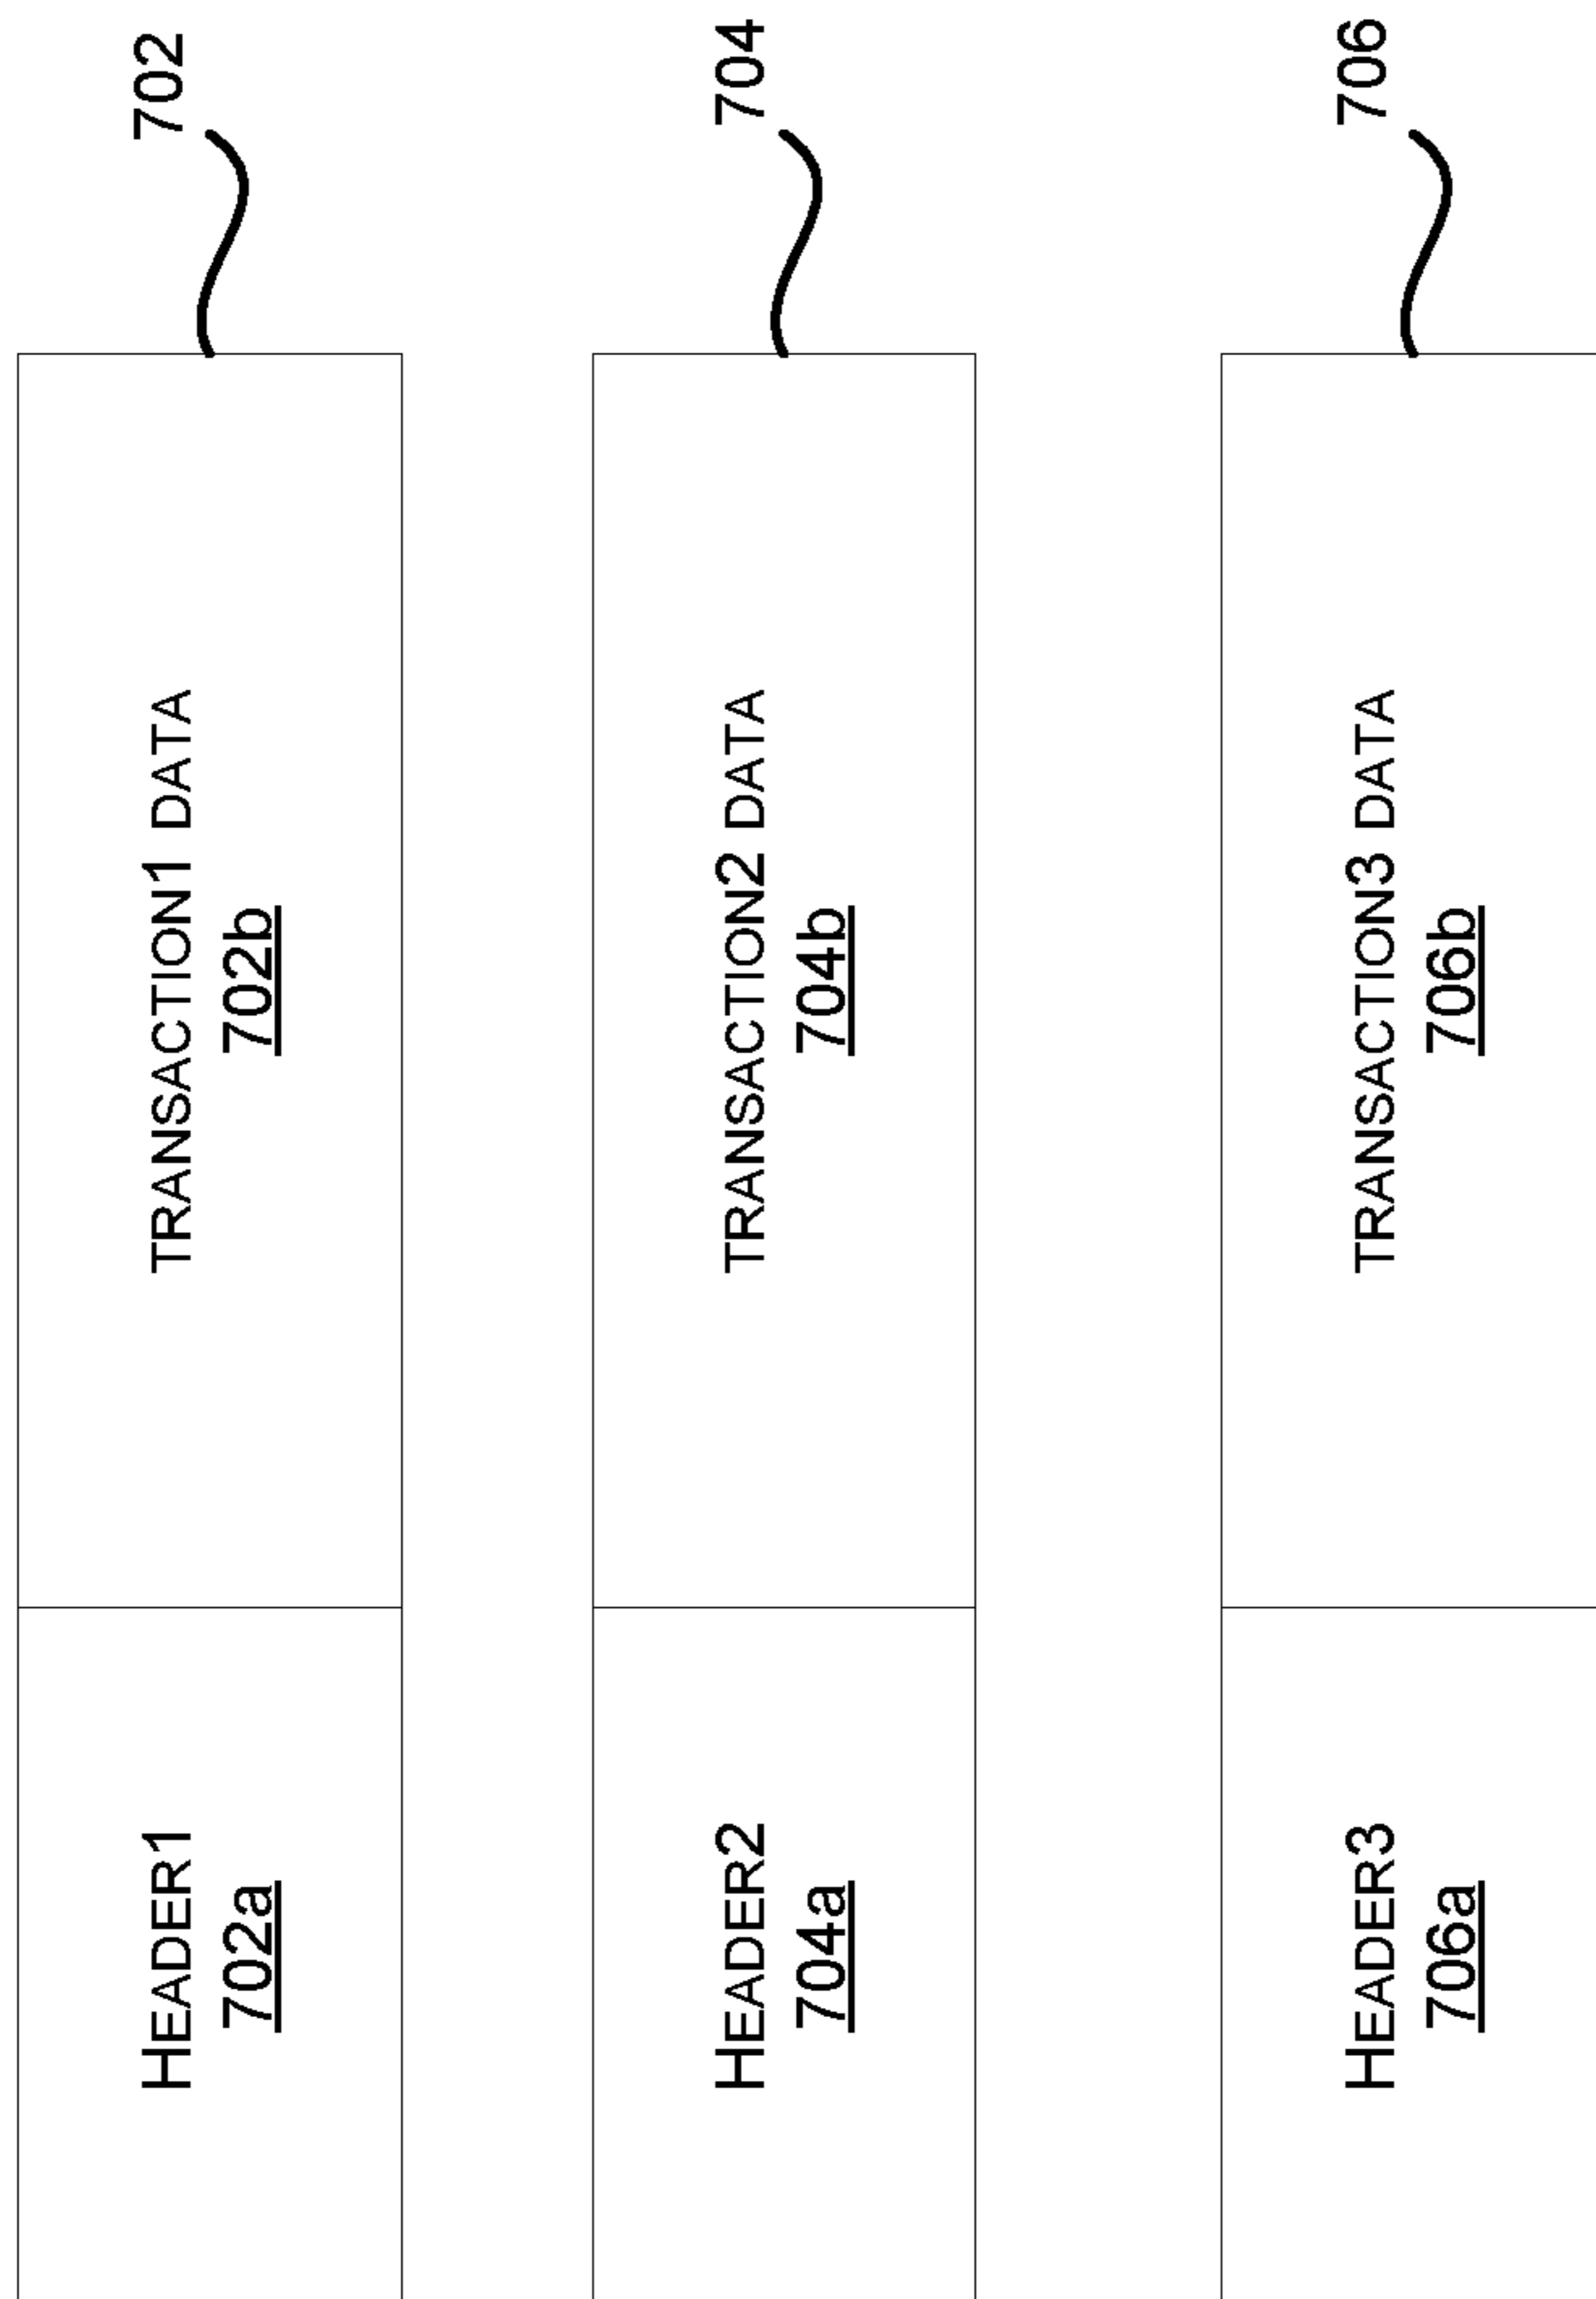 HEADER1
702a
TRANSACTION1 DATA
702b
702
HEADER2
704a
TRANSACTION2 DATA
704b
704
HEADER3
706a
TRANSACTION3 DATA
706b
706